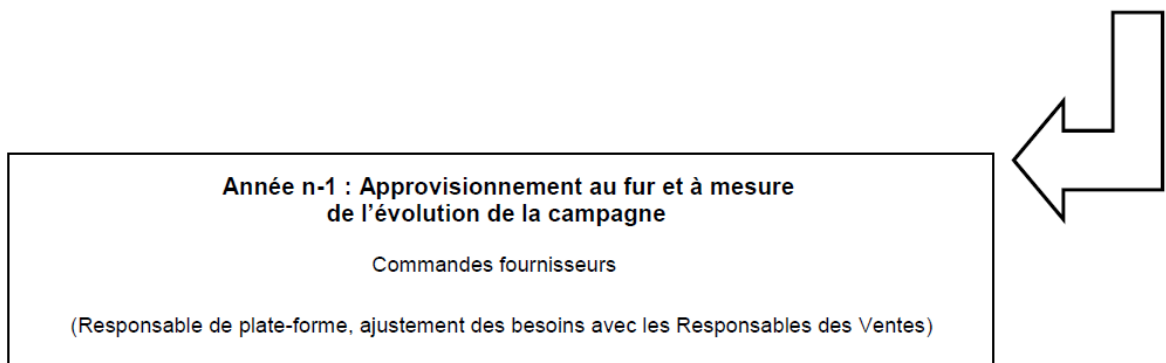 Année n-1 : Approvisionnement au fur et à mesure
de l’évolution de la campagne
Commandes fournisseurs
(Responsable de plate-forme, ajustement des besoins avec les Responsables des Ventes)